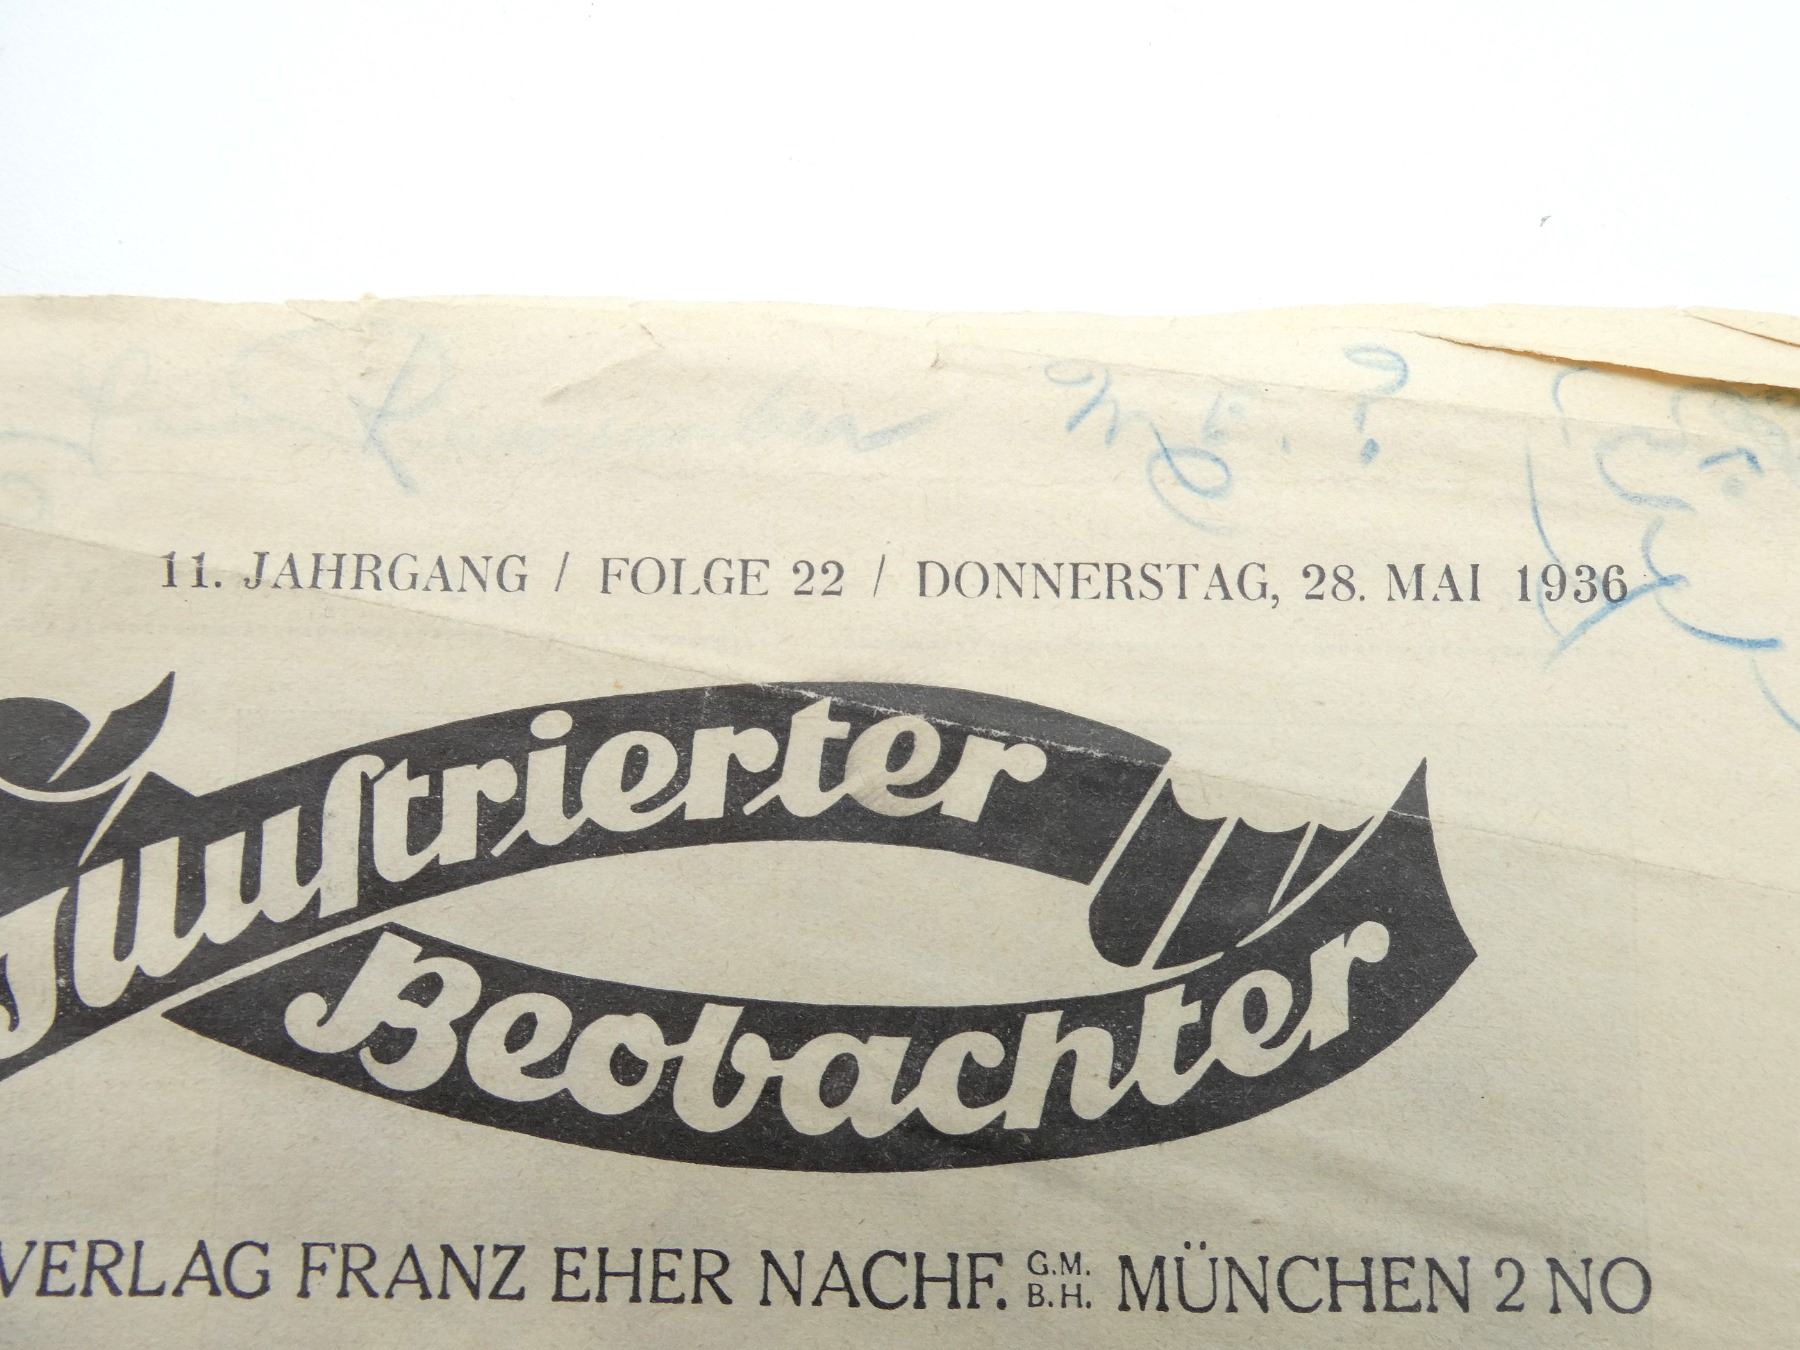 11. JAHRGANG / FOLGE 22 / DONNERSTAG, 28. MAI 1936
Illustrierter
Beobachter
VERLAG FRANZ EHER NACHF. G.M.B.H. MÜNCHEN 2 NO